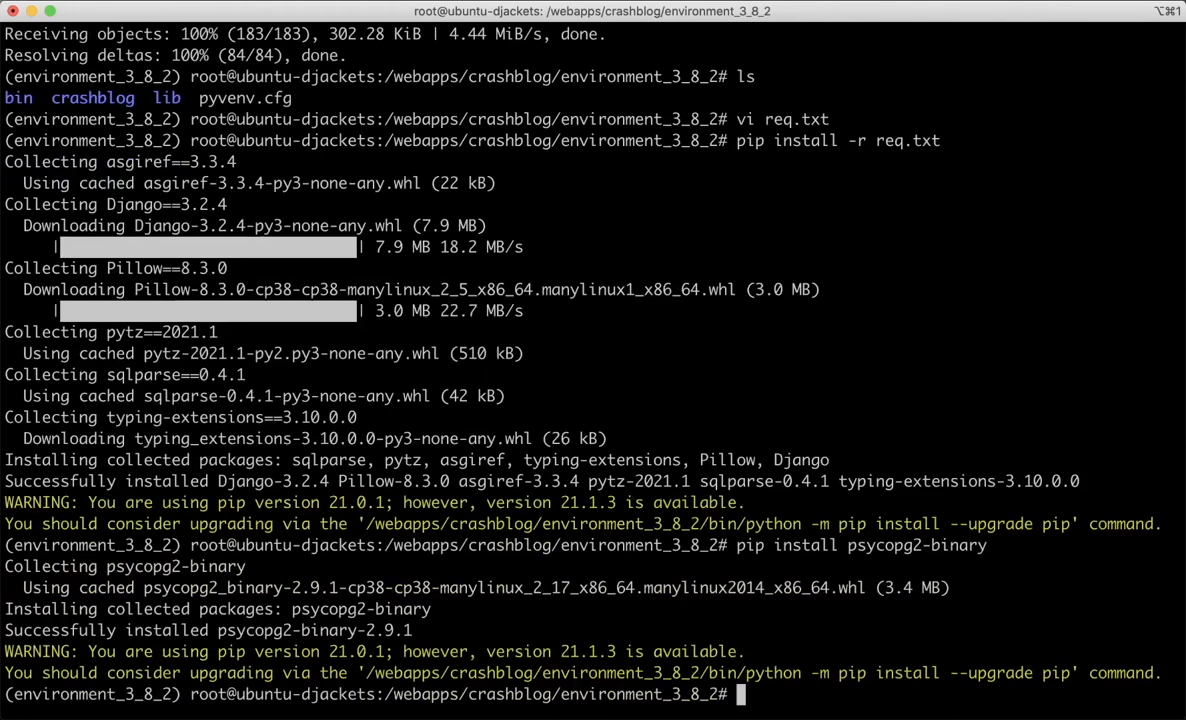 root@ubuntu-djackets: /webapps/crashblog/environment_3_8_2
⌥⌘1
Receiving objects: 100% (183/183), 302.28 KiB | 4.44 MiB/s, done.
Resolving deltas: 100% (84/84), done.
(environment_3_8_2) root@ubuntu-djackets:/webapps/crashblog/environment_3_8_2# ls
bin  crashblog  lib  pyvenv.cfg
(environment_3_8_2) root@ubuntu-djackets:/webapps/crashblog/environment_3_8_2# vi req.txt
(environment_3_8_2) root@ubuntu-djackets:/webapps/crashblog/environment_3_8_2# pip install -r req.txt
Collecting asgiref==3.3.4
  Using cached asgiref-3.3.4-py3-none-any.whl (22 kB)
Collecting Django==3.2.4
  Downloading Django-3.2.4-py3-none-any.whl (7.9 MB)
     |                                | 7.9 MB 18.2 MB/s
Collecting Pillow==8.3.0
  Downloading Pillow-8.3.0-cp38-cp38-manylinux_2_5_x86_64.manylinux1_x86_64.whl (3.0 MB)
     |                                | 3.0 MB 22.7 MB/s
Collecting pytz==2021.1
  Using cached pytz-2021.1-py2.py3-none-any.whl (510 kB)
Collecting sqlparse==0.4.1
  Using cached sqlparse-0.4.1-py3-none-any.whl (42 kB)
Collecting typing-extensions==3.10.0.0
  Downloading typing_extensions-3.10.0.0-py3-none-any.whl (26 kB)
Installing collected packages: sqlparse, pytz, asgiref, typing-extensions, Pillow, Django
Successfully installed Django-3.2.4 Pillow-8.3.0 asgiref-3.3.4 pytz-2021.1 sqlparse-0.4.1 typing-extensions-3.10.0.0
WARNING: You are using pip version 21.0.1; however, version 21.1.3 is available.
You should consider upgrading via the '/webapps/crashblog/environment_3_8_2/bin/python -m pip install --upgrade pip' command.
(environment_3_8_2) root@ubuntu-djackets:/webapps/crashblog/environment_3_8_2# pip install psycopg2-binary
Collecting psycopg2-binary
  Using cached psycopg2_binary-2.9.1-cp38-cp38-manylinux_2_17_x86_64.manylinux2014_x86_64.whl (3.4 MB)
Installing collected packages: psycopg2-binary
Successfully installed psycopg2-binary-2.9.1
WARNING: You are using pip version 21.0.1; however, version 21.1.3 is available.
You should consider upgrading via the '/webapps/crashblog/environment_3_8_2/bin/python -m pip install --upgrade pip' command.
(environment_3_8_2) root@ubuntu-djackets:/webapps/crashblog/environment_3_8_2#